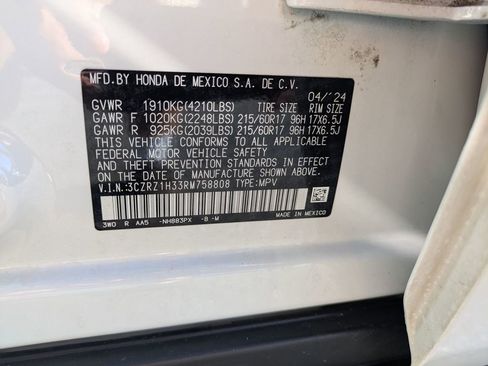 MFD.BY HONDA DE MEXICO S.A. DE C.V.
04/'24
GVWR 1910KG(4210LBS) TIRE SIZE RIM SIZE
GAWR F 1020KG(2248LBS) 215/60R17 96H 17X6.5J
GAWR R 925KG(2039LBS) 215/60R17 96H 17X6.5J
THIS VEHICLE CONFORMS TO ALL APPLICABLE
FEDERAL MOTOR VEHICLE SAFETY
AND THEFT PREVENTION STANDARDS IN EFFECT
ON THE DATE OF MANUFACTURE SHOWN ABOVE.
V.I.N:3CZRZ1H33RM758808 TYPE:MPV
3W0 R AA5 -NH883PX -B -M
MADE IN MEXICO